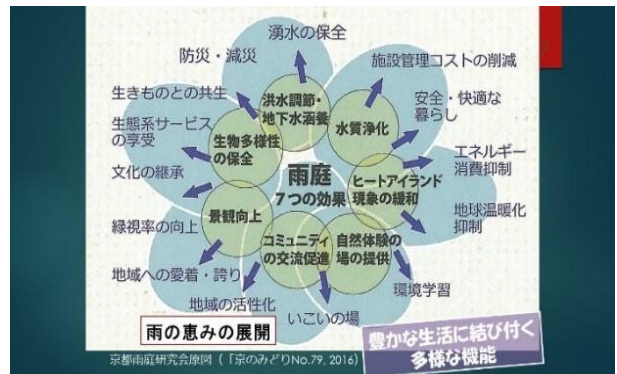 湧水の保全
防災・減災
施設管理コストの削減
生きものとの共生
洪水調節・
地下水涵養
水質浄化
安全・快適な
暮らし
生態系サービス
の享受
生物多様性
の保全
雨庭
7つの効果
ヒートアイランド
現象の緩和
エネルギー
消費抑制
文化の継承
景観向上
地球温暖化
抑制
緑視率の向上
コミュニティ
の交流促進
自然体験の
場の提供
地域への愛着・誇り
環境学習
地域の活性化
いこいの場
雨の恵みの展開
豊かな生活に結び付く
多様な機能
京都雨庭研究会原図(「京のみどりNo.79, 2016)